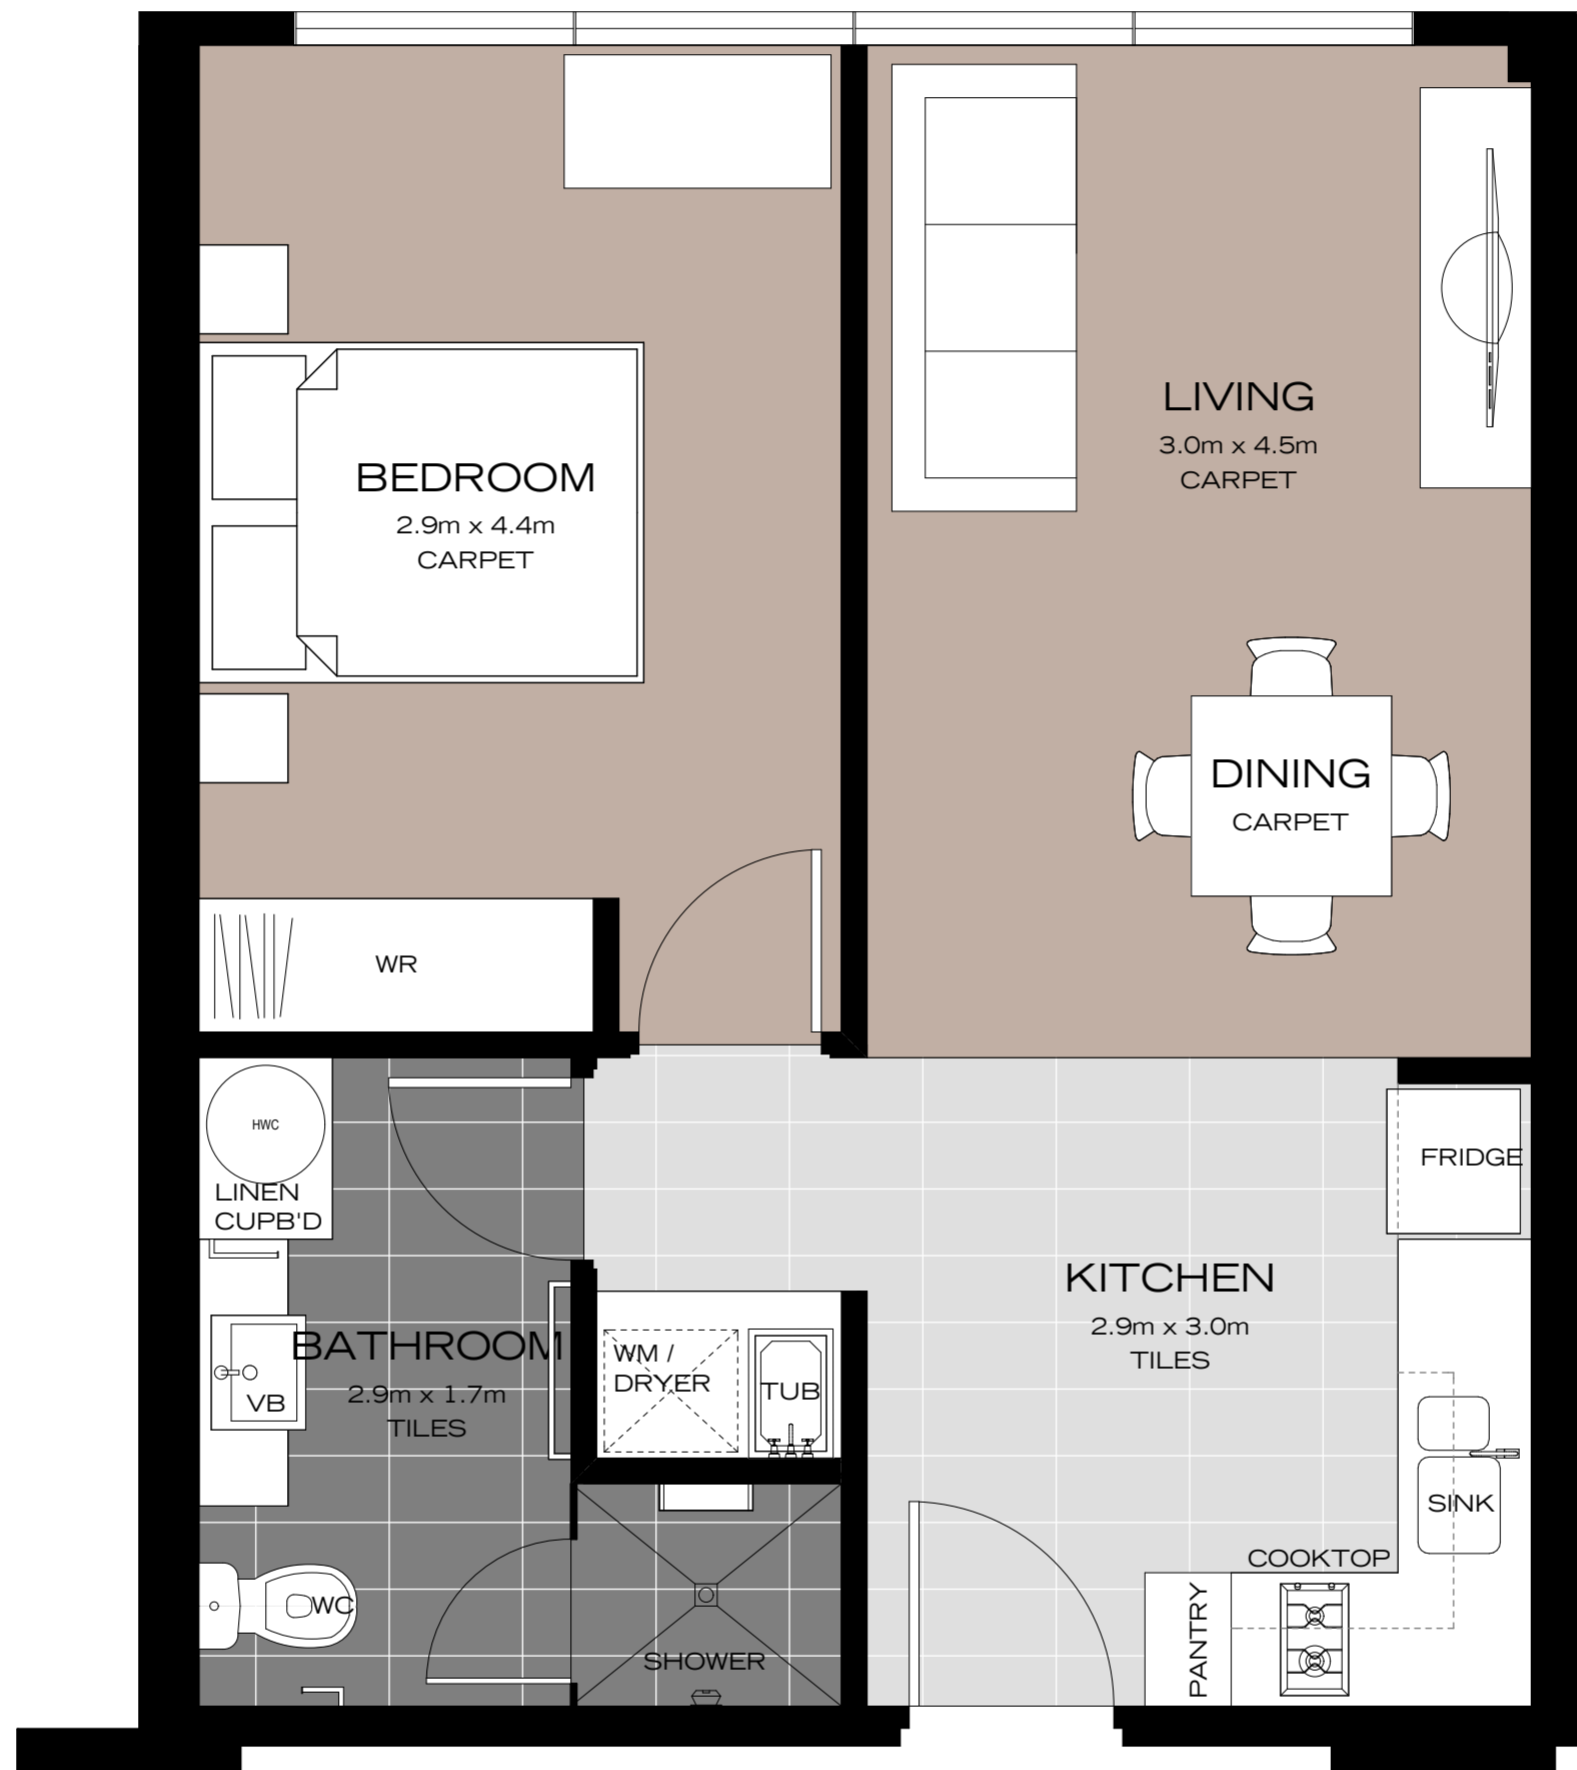 LIVING
3.0m x 4.5m
CARPET
BEDROOM
2.9m x 4.4m
CARPET
DINING
CARPET
WR
HWC
LINEN
CUPB'D
FRIDGE
KITCHEN
2.9m x 3.0m
TILES
BATHROOM
2.9m x 1.7m
TILES
VB
WM /
DRYER
TUB
SINK
COOKTOP
PANTRY
WC
SHOWER